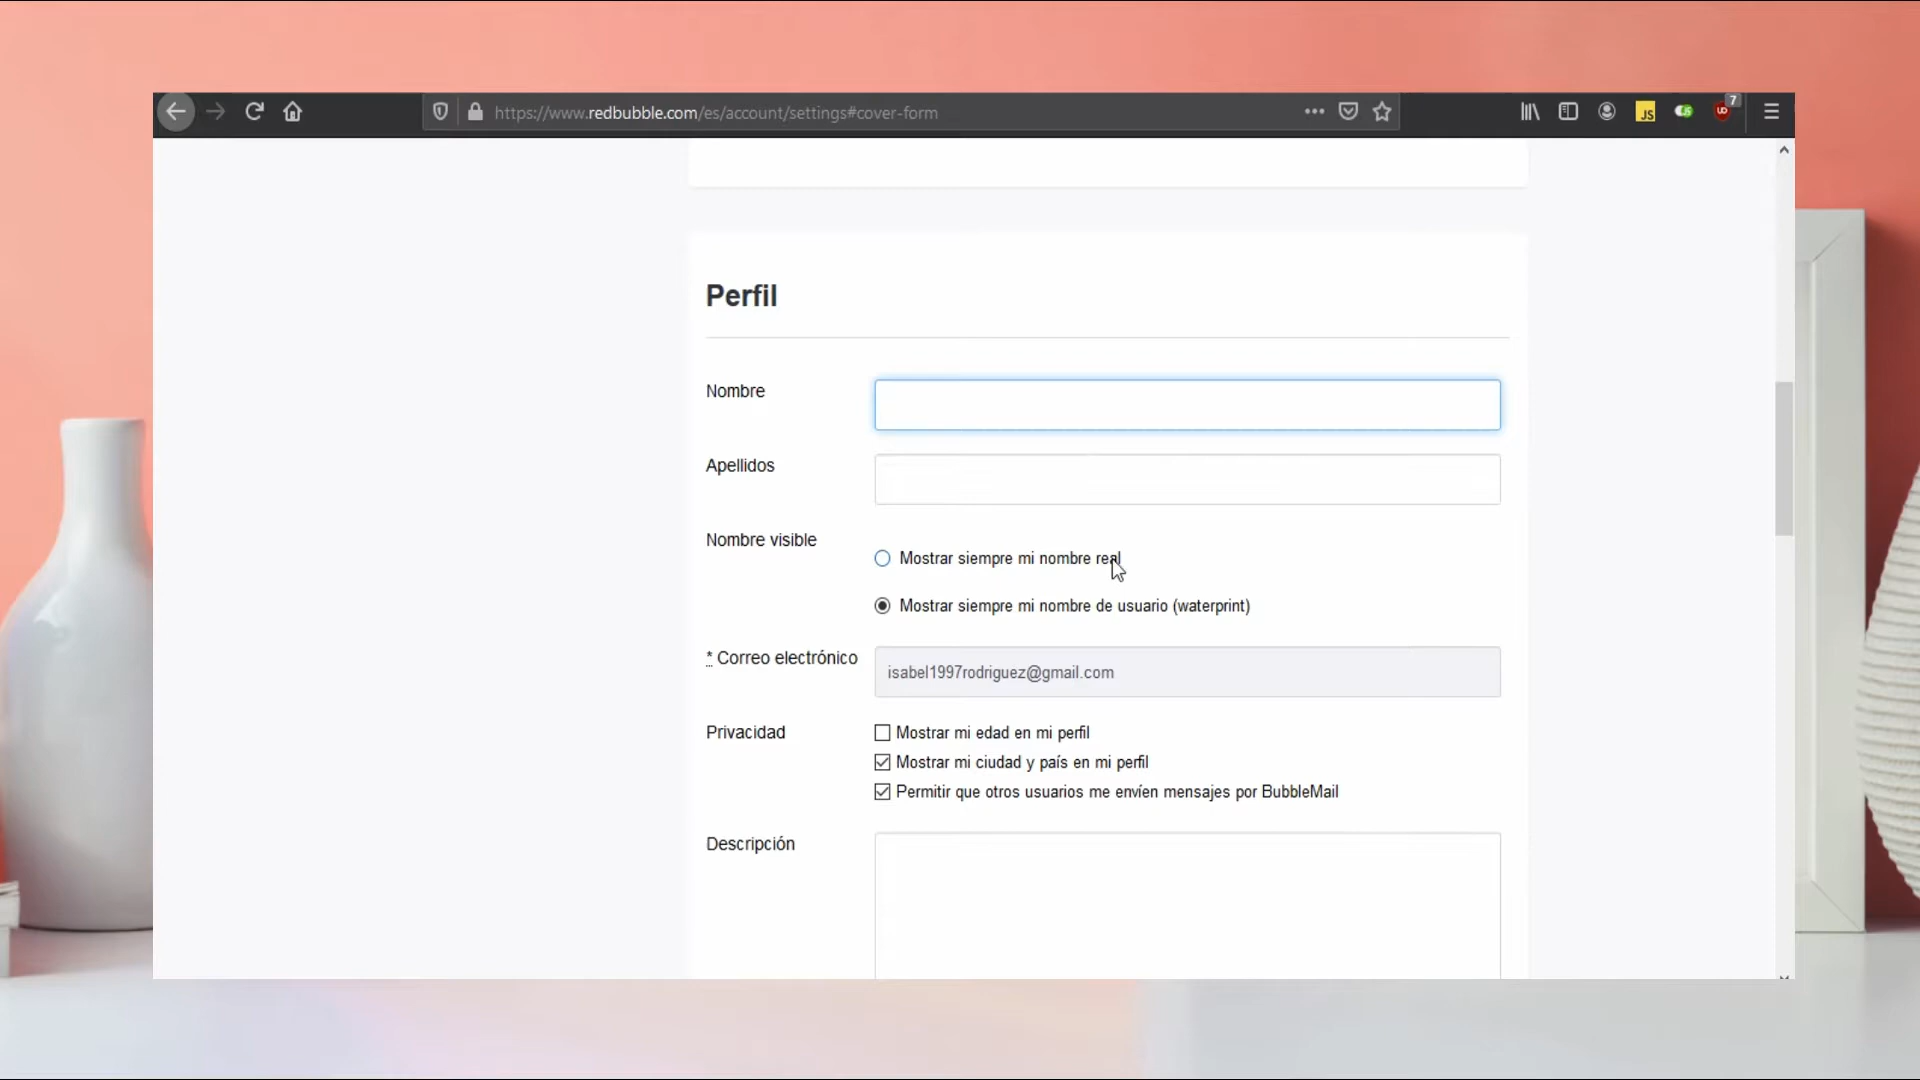 https://www.redbubble.com/es/account/settings#cover-form
JS
7
Perfil
Nombre
Apellidos
Nombre visible
Mostrar siempre mi nombre real
Mostrar siempre mi nombre de usuario (waterprint)
* Correo electrónico
isabel1997rodriguez@gmail.com
Privacidad
Mostrar mi edad en mi perfil
Mostrar mi ciudad y país en mi perfil
Permitir que otros usuarios me envíen mensajes por BubbleMail
Descripción